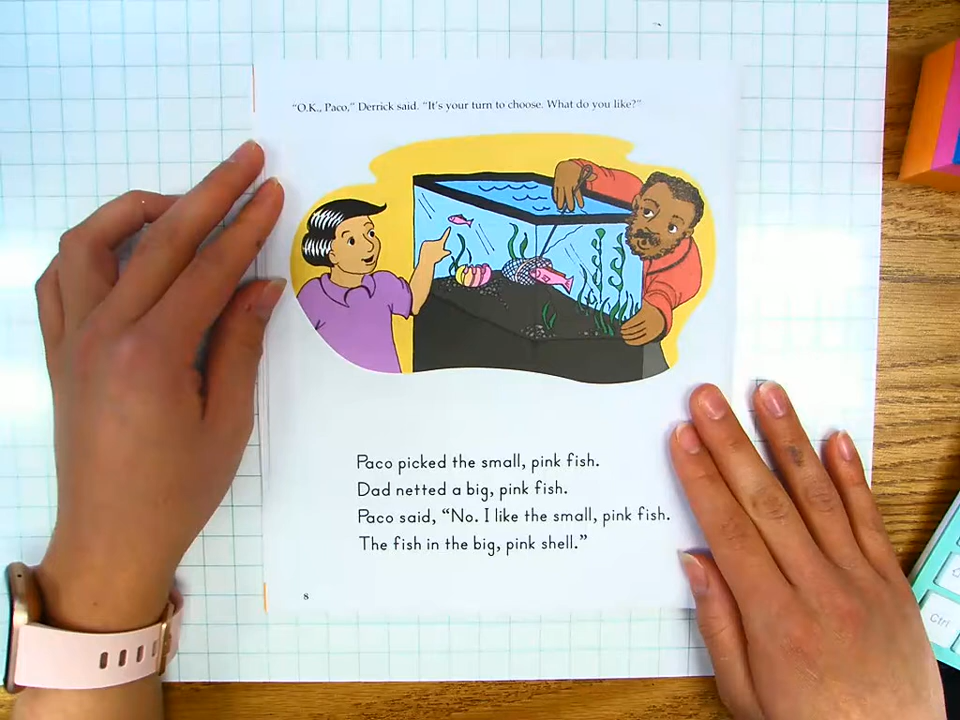 “O.K., Paco,” Derrick said. “It's your turn to choose. What do you like?”
Paco picked the small, pink fish.
Dad netted a big, pink fish.
Paco said, “No. I like the small, pink fish.
The fish in the big, pink shell.”
8
Ctrl